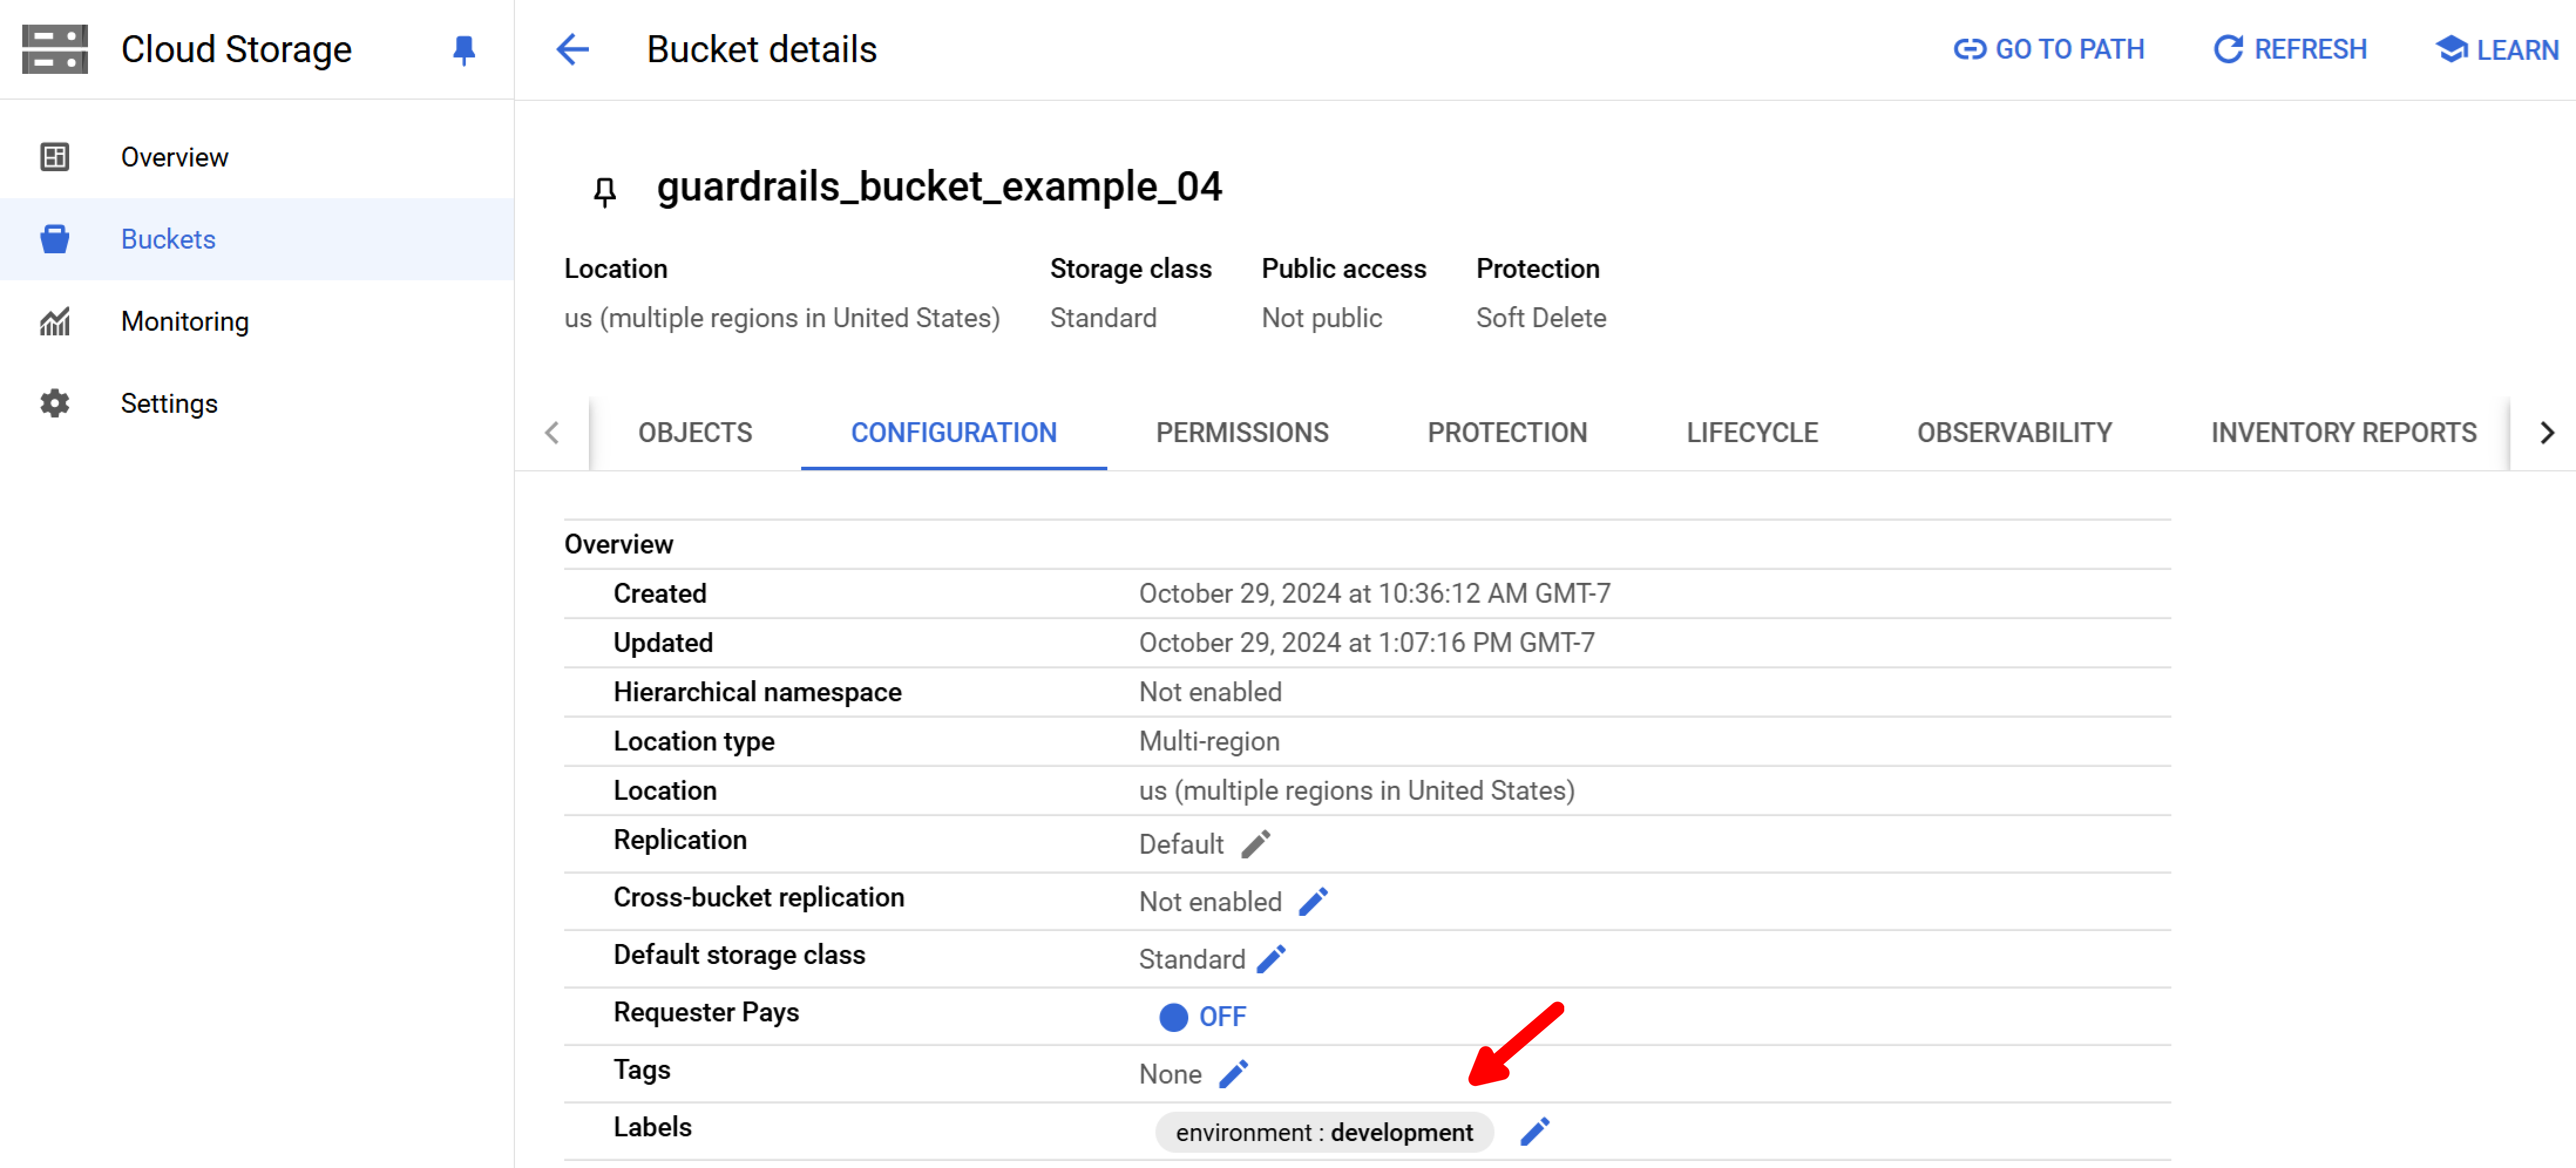 Cloud Storage
Bucket details
GO TO PATH
REFRESH
LEARN
Overview
Buckets
Monitoring
Settings
guardrails_bucket_example_04
Location Storage class Public access Protection
us (multiple regions in United States) Standard Not public Soft Delete
OBJECTS CONFIGURATION PERMISSIONS PROTECTION LIFECYCLE OBSERVABILITY INVENTORY REPORTS
Overview
Created October 29, 2024 at 10:36:12 AM GMT-7
Updated October 29, 2024 at 1:07:16 PM GMT-7
Hierarchical namespace Not enabled
Location type Multi-region
Location us (multiple regions in United States)
Replication Default
Cross-bucket replication Not enabled
Default storage class Standard
Requester Pays OFF
Tags None
Labels environment : development